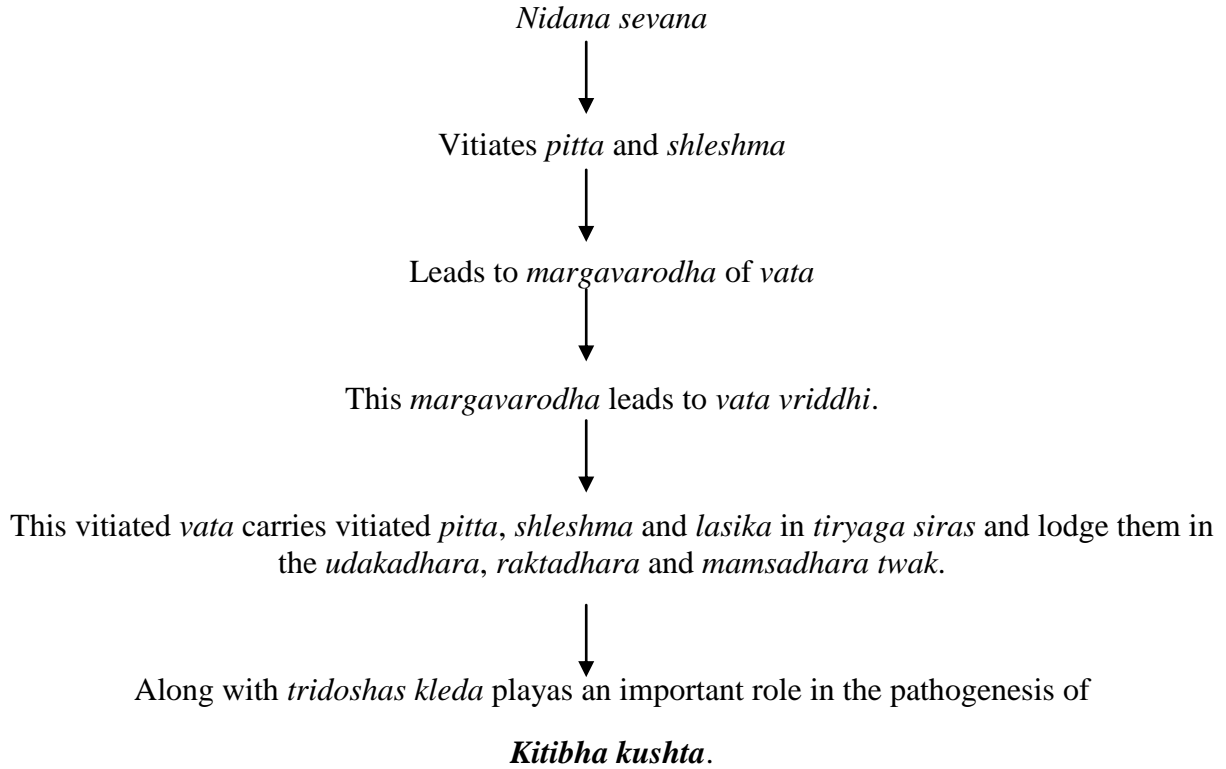 Nidana sevana
Vitiates pitta and shleshma
Leads to margavarodha of vata
This margavarodha leads to vata vriddhi.
This vitiated vata carries vitiated pitta, shleshma and lasika in tiryaga siras and lodge them in
the udakadhara, raktadhara and mamsadhara twak.
Along with tridoshas kleda playas an important role in the pathogenesis of
Kitibha kushta.